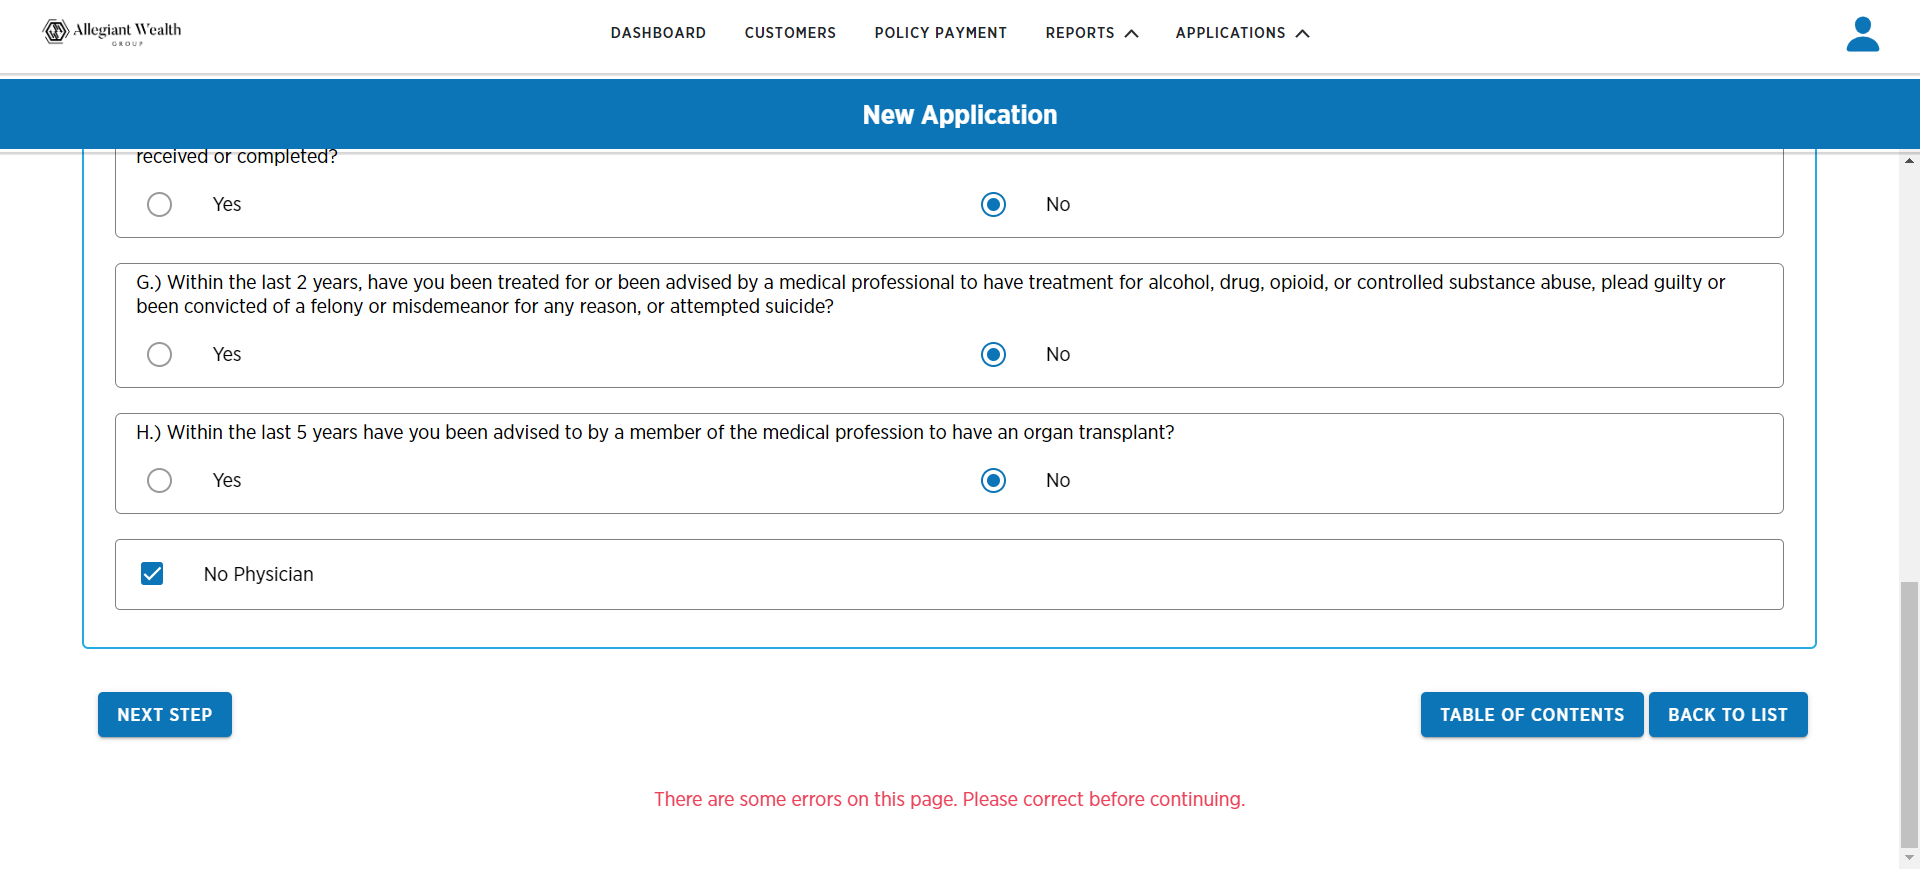 Allegiant Wealth
GROUP
DASHBOARD
CUSTOMERS
POLICY PAYMENT
REPORTS
APPLICATIONS
New Application
received or completed?
Yes
No
G.) Within the last 2 years, have you been treated for or been advised by a medical professional to have treatment for alcohol, drug, opioid, or controlled substance abuse, plead guilty or
been convicted of a felony or misdemeanor for any reason, or attempted suicide?
Yes
No
H.) Within the last 5 years have you been advised to by a member of the medical profession to have an organ transplant?
Yes
No
No Physician
NEXT STEP
TABLE OF CONTENTS
BACK TO LIST
There are some errors on this page. Please correct before continuing.